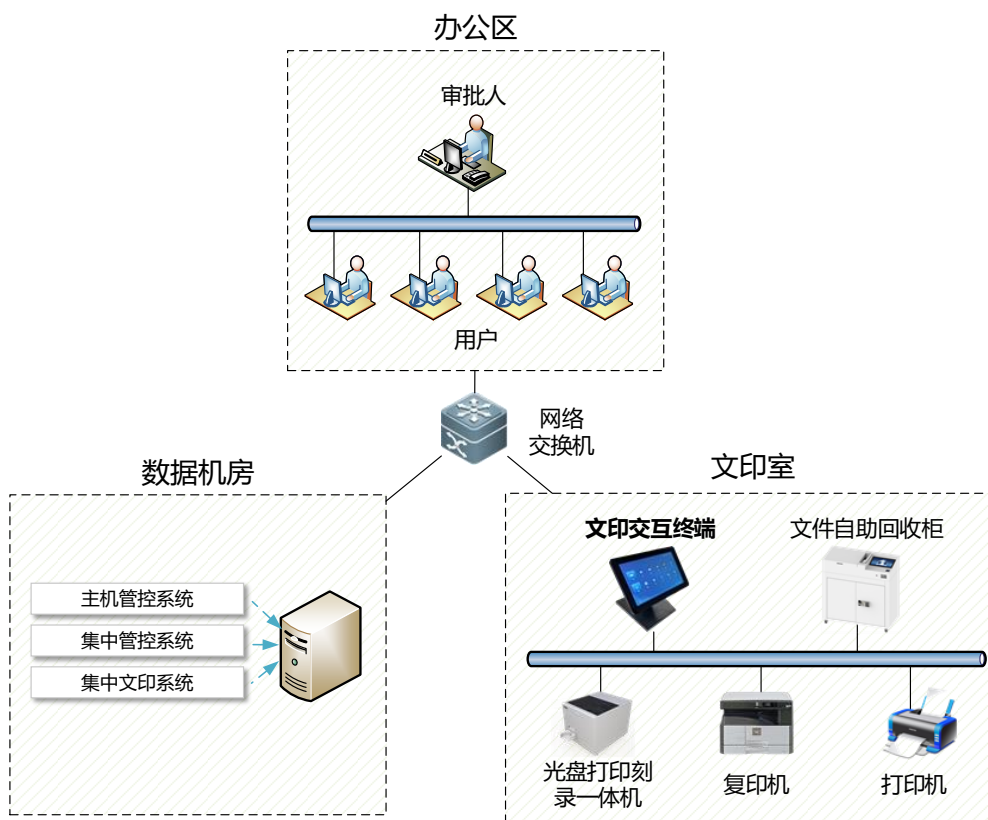 办公区
审批人
用户
网络
交换机
数据机房
主机管控系统
集中管控系统
集中文印系统
文印室
文印交互终端
文件自助回收柜
光盘打印刻
录一体机
复印机
打印机